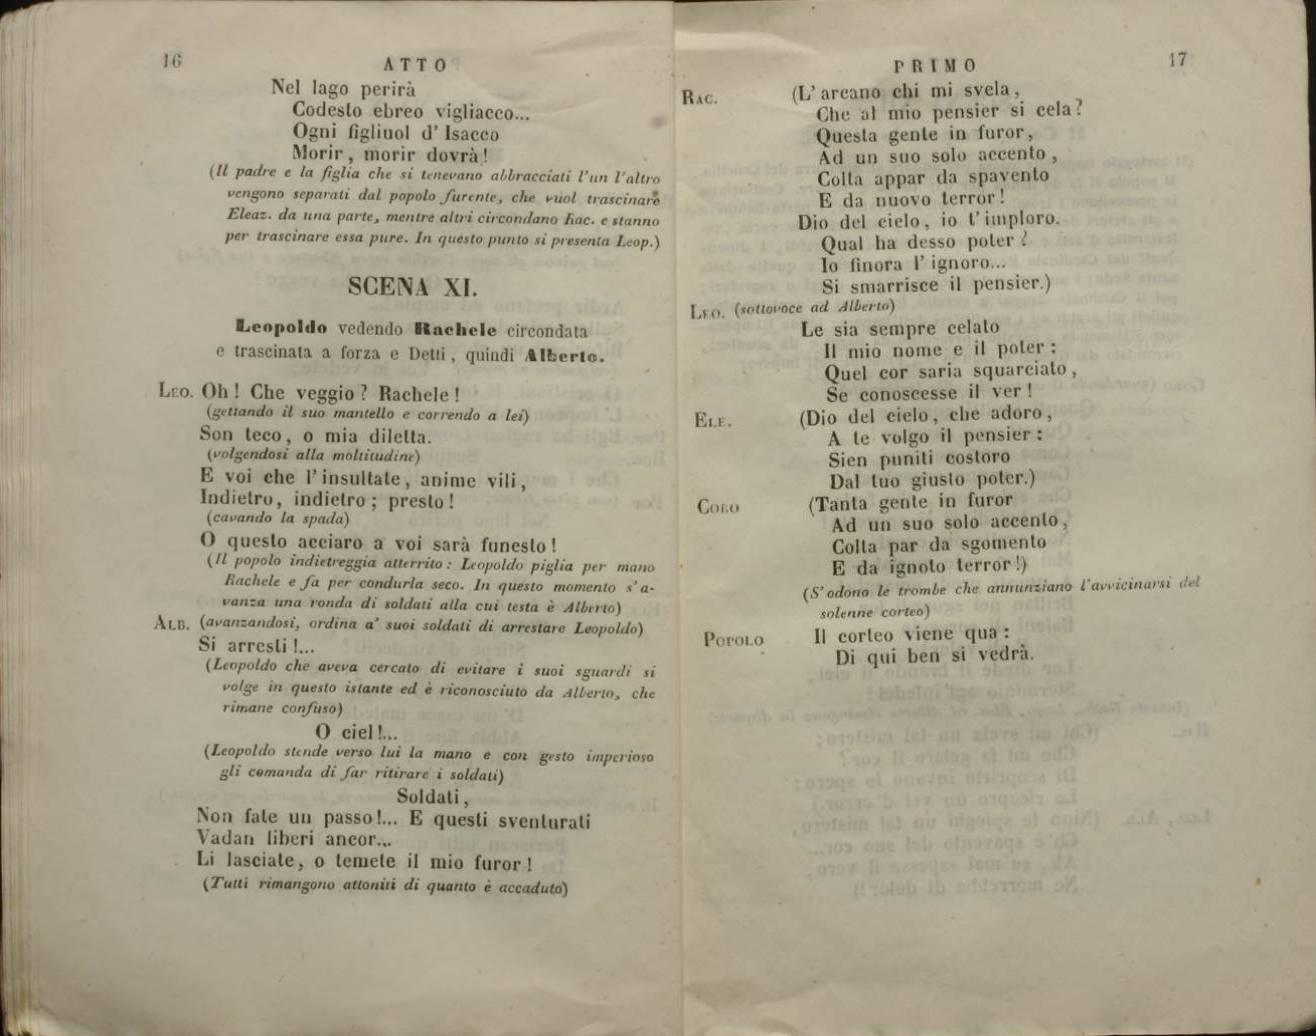 16
ATTO
Nel lago perirà
Codesto ebreo vigliacco...
Ogni figliuol d' Isacco
Morir, morir dovrà!
(Il padre e la figlia che si tenevano abbracciati l'un l'altro
vengono separati dal popolo furente, che vuol trascinare
Eleaz. da una parte, mentre altri circondano Rac. e stanno
per trascinare essa pure. In questo punto si presenta Leop.)
SCENA XI.
Leopoldo vedendo Rachele circondata
e trascinata a forza e Detti, quindi Alberto.
LEO. Oh! Che veggio? Rachele!
(gettando il suo mantello e correndo a lei)
Son teco, o mia diletta.
(volgendosi alla moltitudine)
E voi che l'insultate, anime vili,
Indietro, indietro; presto!
(cavando la spada)
O questo acciaro a voi sarà funesto!
(Il popolo indietreggia atterrito: Leopoldo piglia per mano
Rachele e fa per condurla seco. In questo momento s'a-
vanza una ronda di soldati alla cui testa è Alberto)
ALB. (avanzandosi, ordina a' suoi soldati di arrestare Leopoldo)
Si arresti!...
(Leopoldo che aveva cercato di evitare i suoi sguardi si
volge in questo istante ed è riconosciuto da Alberto, che
rimane confuso)
O ciel!...
(Leopoldo stende verso lui la mano e con gesto imperioso
gli comanda di far ritirare i soldati)
Soldati,
Non fate un passo!... E questi sventurati
Vadan liberi ancor...
Li lasciate, o temete il mio furor!
(Tutti rimangono attoniti di quanto è accaduto)
PRIMO
17
RAC. (L'arcano chi mi svela,
Che al mio pensier si cela?
Questa gente in furor,
Ad un suo solo accento,
Colta appar da spavento
E da nuovo terror!
Dio del cielo, io t'imploro.
Qual ha desso poter?
Io finora l'ignoro...
Si smarrisce il pensier.)
LEO. (sottovoce ad Alberto)
Le sia sempre celato
Il mio nome e il poter:
Quel cor saria squarciato,
Se conoscesse il ver!
ELE. (Dio del cielo, che adoro,
A te volgo il pensier:
Sien puniti costoro
Dal tuo giusto poter.)
CORO (Tanta gente in furor
Ad un suo solo accento,
Colta par da sgomento
E da ignoto terror!)
(S'odono le trombe che annunziano l'avvicinarsi del
solenne corteo)
POPOLO Il corteo viene qua:
Di qui ben si vedrà.